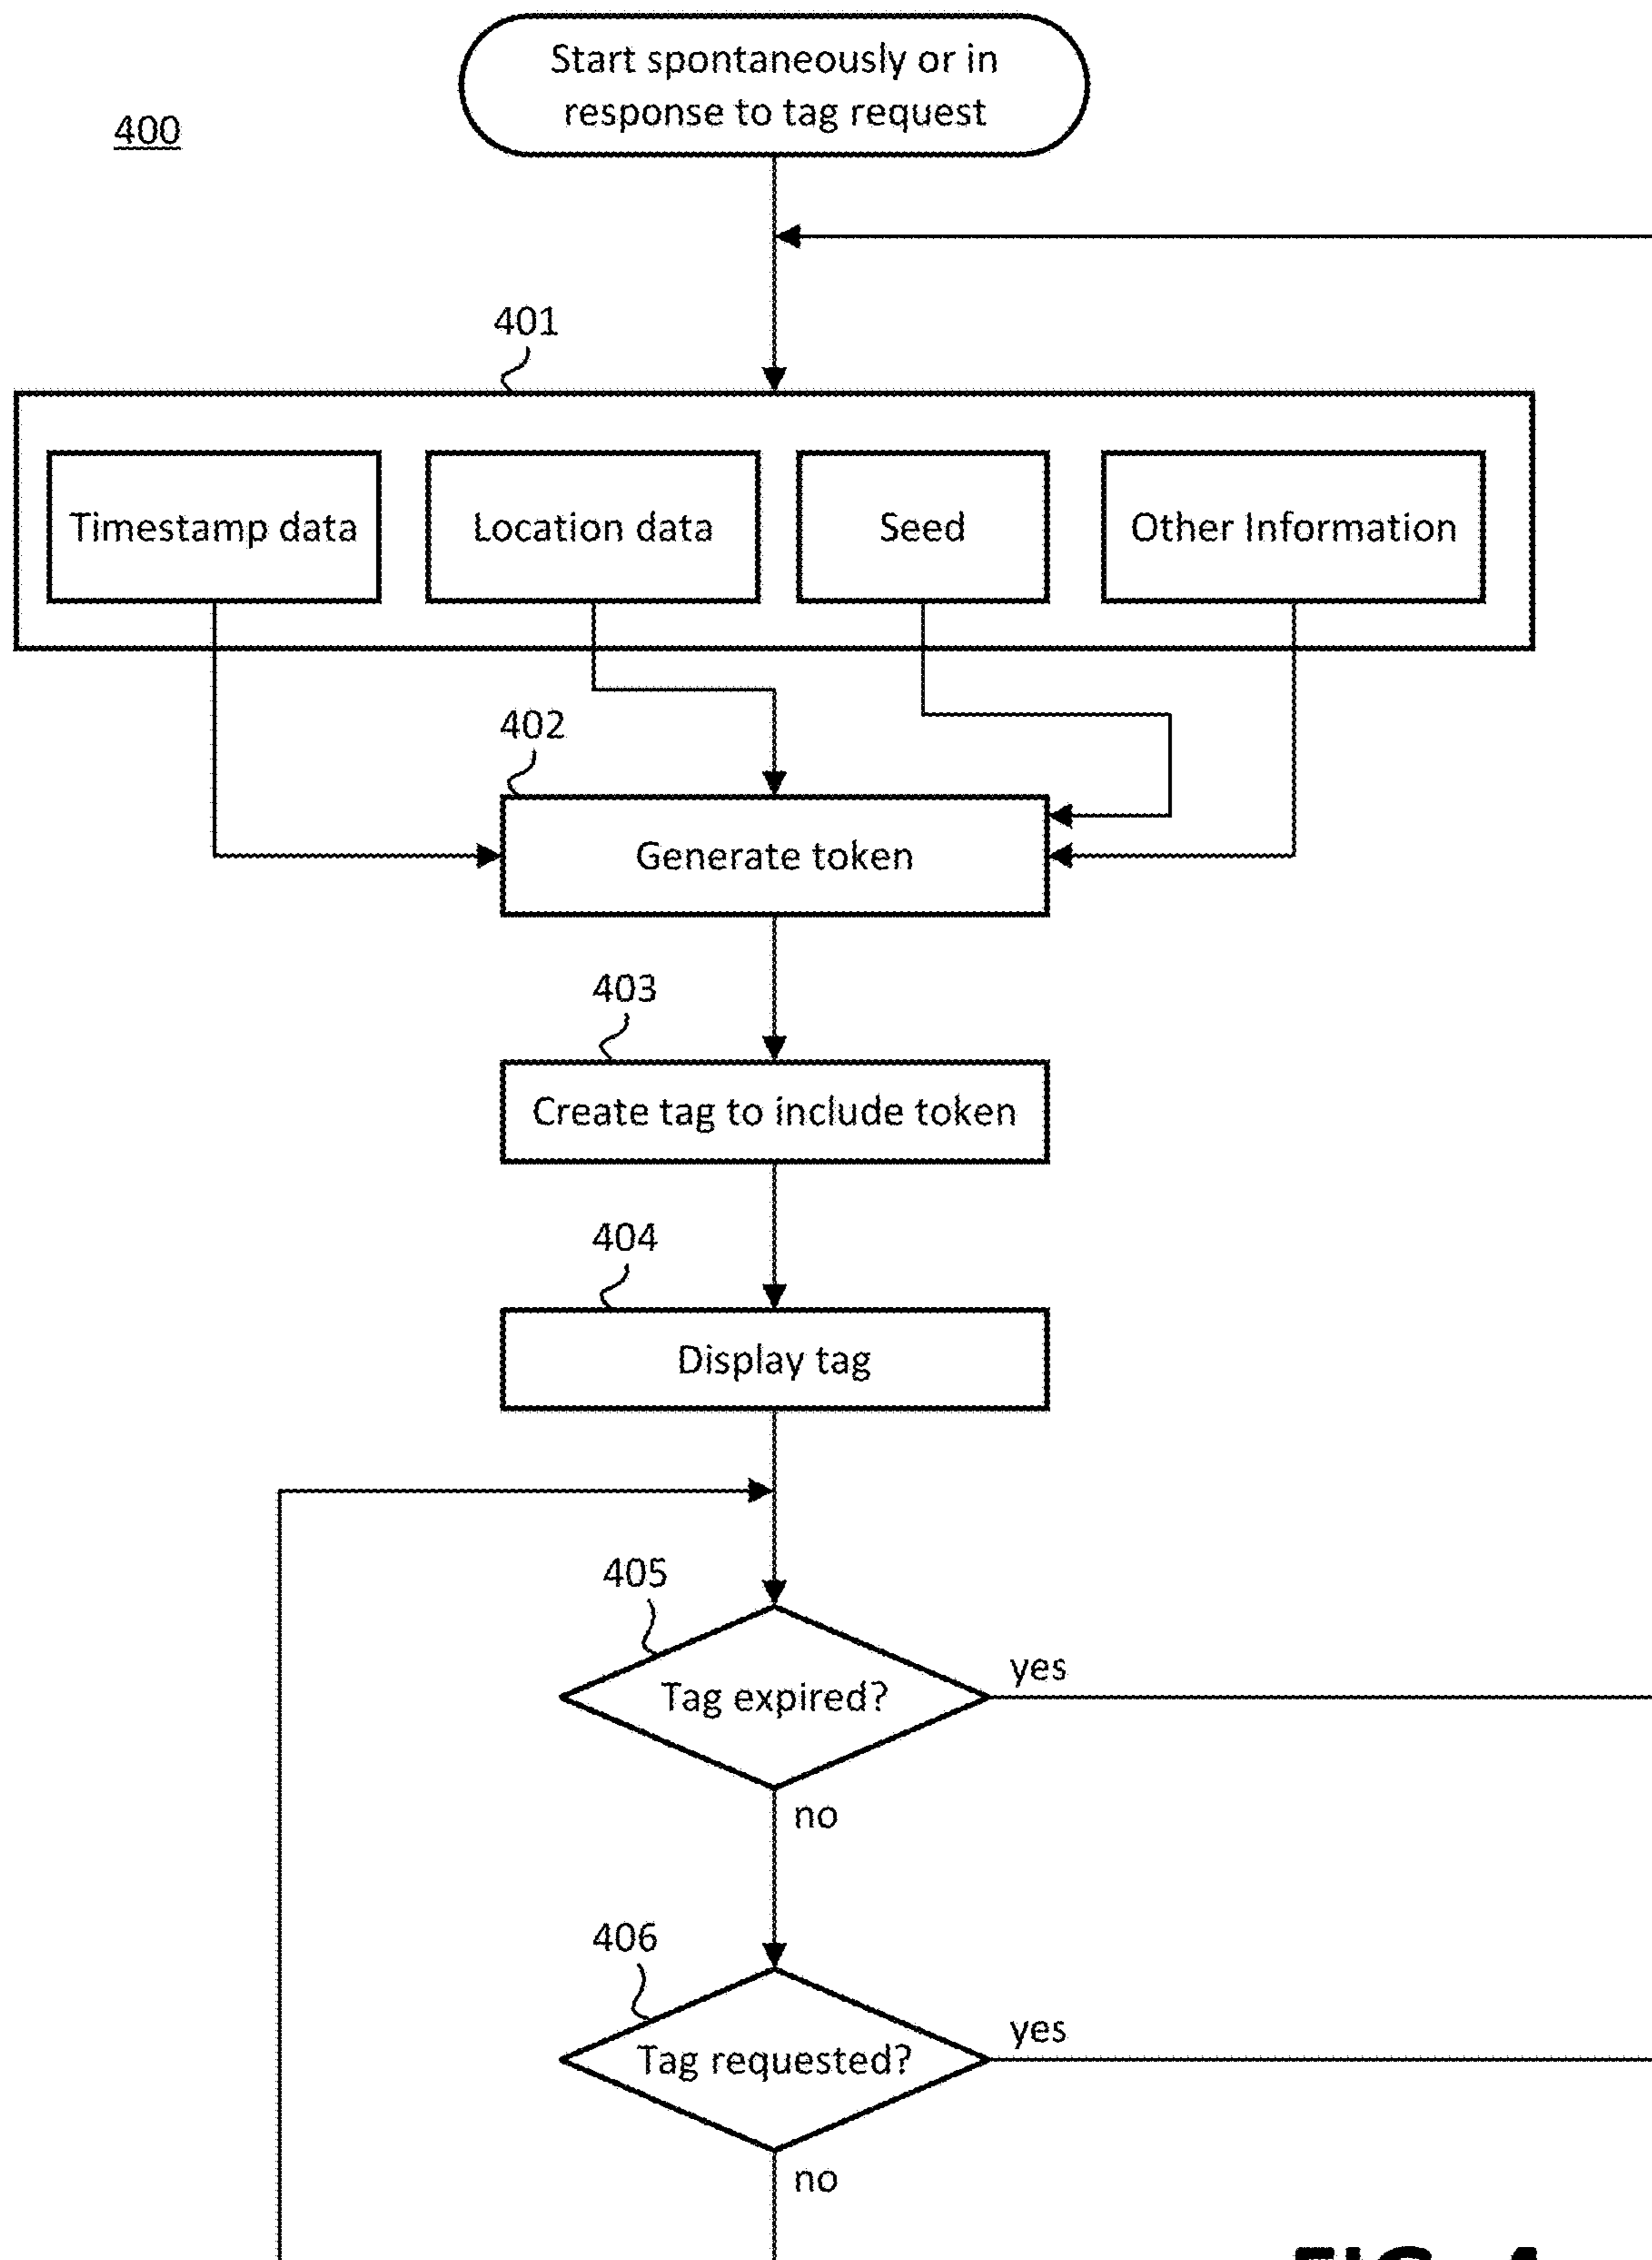 Start spontaneously or in
response to tag request
400
401
Timestamp data
Location data
Seed
Other Information
402
Generate token
403
Create tag to include token
404
Display tag
405
Tag expired?
yes
no
406
Tag requested?
yes
no